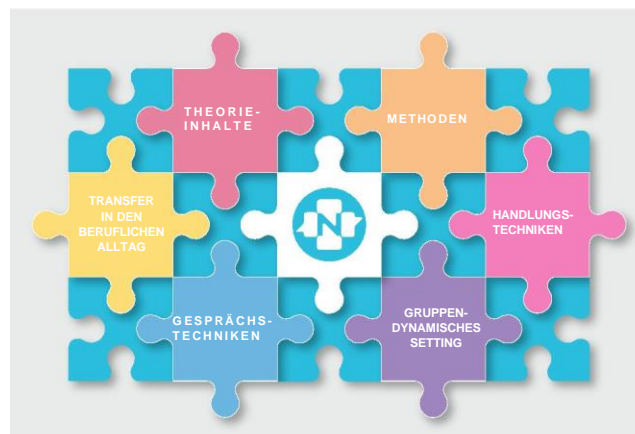 THEORIE-
INHALTE
METHODEN
TRANSFER
IN DEN
BERUFLICHEN
ALLTAG
N
HANDLUNGS-
TECHNIKEN
GESPRÄCHS-
TECHNIKEN
GRUPPEN-
DYNAMISCHES
SETTING